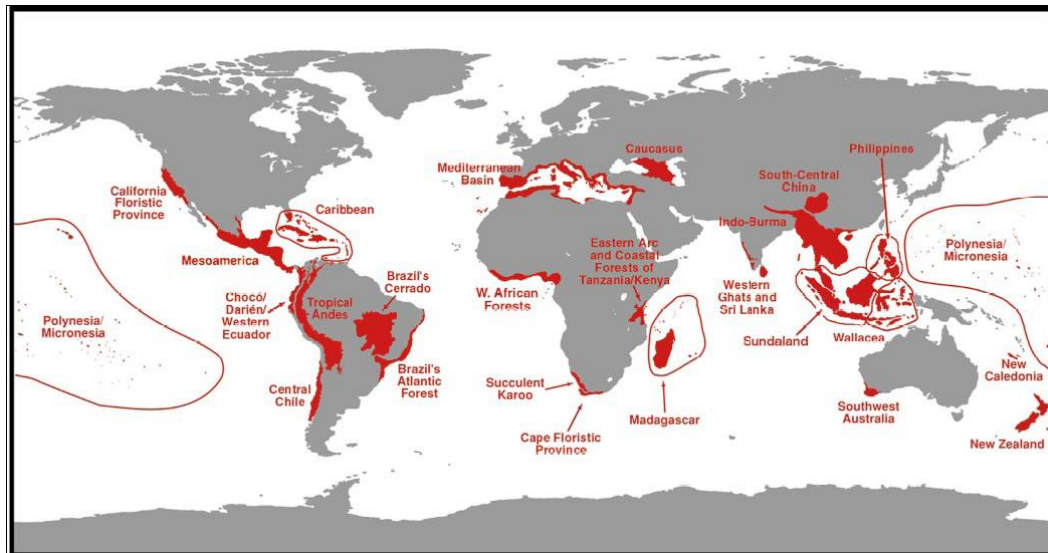 Caucasus
Philippines
Mediterranean
Basin
South-Central
China
California
Floristic
Province
Caribbean
Indo-Burma
Polynesia/
Micronesia
Eastern Arc
and Coastal
Forests of
Tanzania/Kenya
Mesoamerica
Brazil's
Cerrado
W. African
Forests
Western
Ghats and
Sri Lanka
Chocó/
Darién/
Western
Ecuador
Tropical
Andes
Polynesia/
Micronesia
Sundaland
Wallacea
Brazil's
Atlantic
Forest
New
Caledonia
Central
Chile
Succulent
Karoo
Madagascar
Southwest
Australia
Cape Floristic
Province
New Zealand